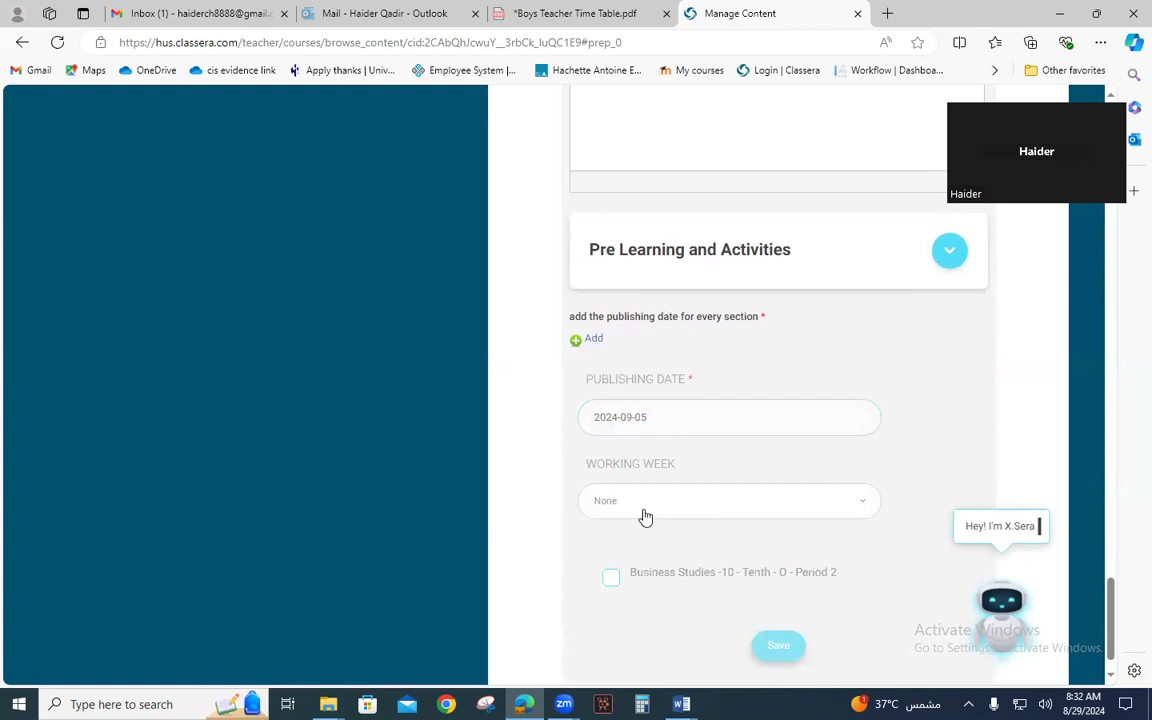 Inbox (1) - haiderch8888@gmail.c
Mail - Haider Qadir - Outlook
*Boys Teacher Time Table.pdf
Manage Content
https://hus.classera.com/teacher/courses/browse_content/cid:2CAbQhJcwuY__3rbCk_luQC1E9#prep_0
Gmail
Maps
OneDrive
cis evidence link
Apply thanks | Univ...
Employee System |...
Hachette Antoine E...
My courses
Login | Classera
Workflow | Dashboa...
Other favorites
Haider
Haider
Pre Learning and Activities
add the publishing date for every section *
Add
PUBLISHING DATE *
2024-09-05
WORKING WEEK
None
Hey! I'm X.Sera
Business Studies -10 - Tenth - O - Period 2
Save
Activate Windows
Go to Settings to activate Windows.
Type here to search
1
37°C مشمس
8:32 AM
8/29/2024